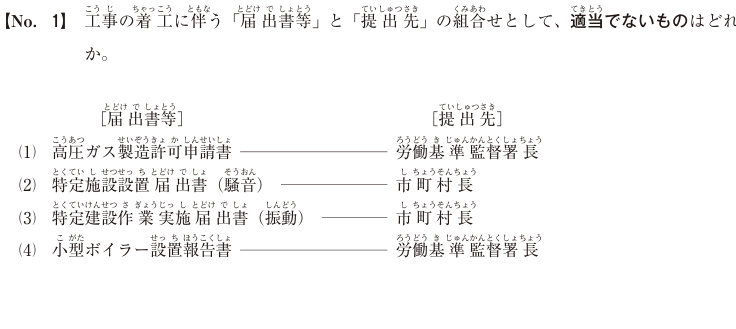 【No. 1】 工事の着工に伴う「届出書等」と「提出先」の組合せとして、適当でないものはどれ
か。
[届出書等] [提出先]
(1) 高圧ガス製造許可申請書 ———————— 労働基準監督署長
(2) 特定施設設置届出書（騒音） —————— 市町村長
(3) 特定建設作業実施届出書（振動） ———— 市町村長
(4) 小型ボイラー設置報告書 ———————— 労働基準監督署長